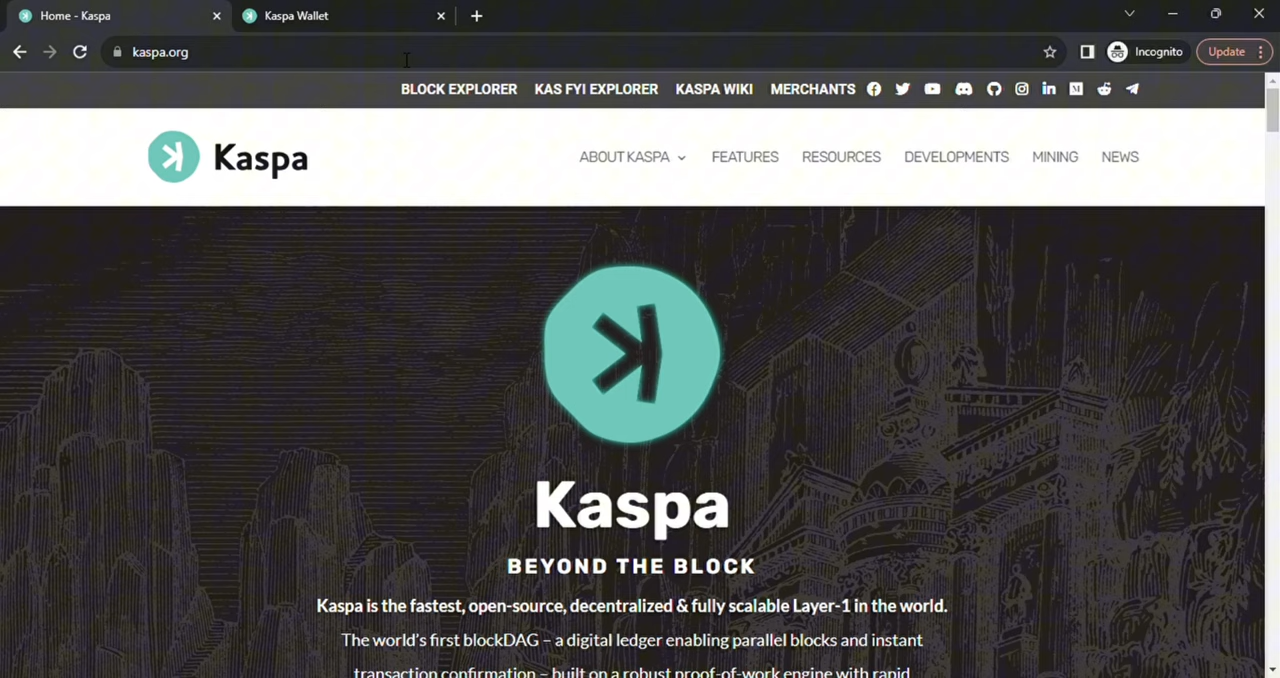 Home - Kaspa
Kaspa Wallet
kaspa.org
Incognito
Update
BLOCK EXPLORER KAS FYI EXPLORER KASPA WIKI MERCHANTS
Kaspa
ABOUT KASPA FEATURES RESOURCES DEVELOPMENTS MINING NEWS
Kaspa
BEYOND THE BLOCK
Kaspa is the fastest, open-source, decentralized & fully scalable Layer-1 in the world.
The world's first blockDAG – a digital ledger enabling parallel blocks and instant
transaction confirmation – built on a robust proof-of-work engine with rapid